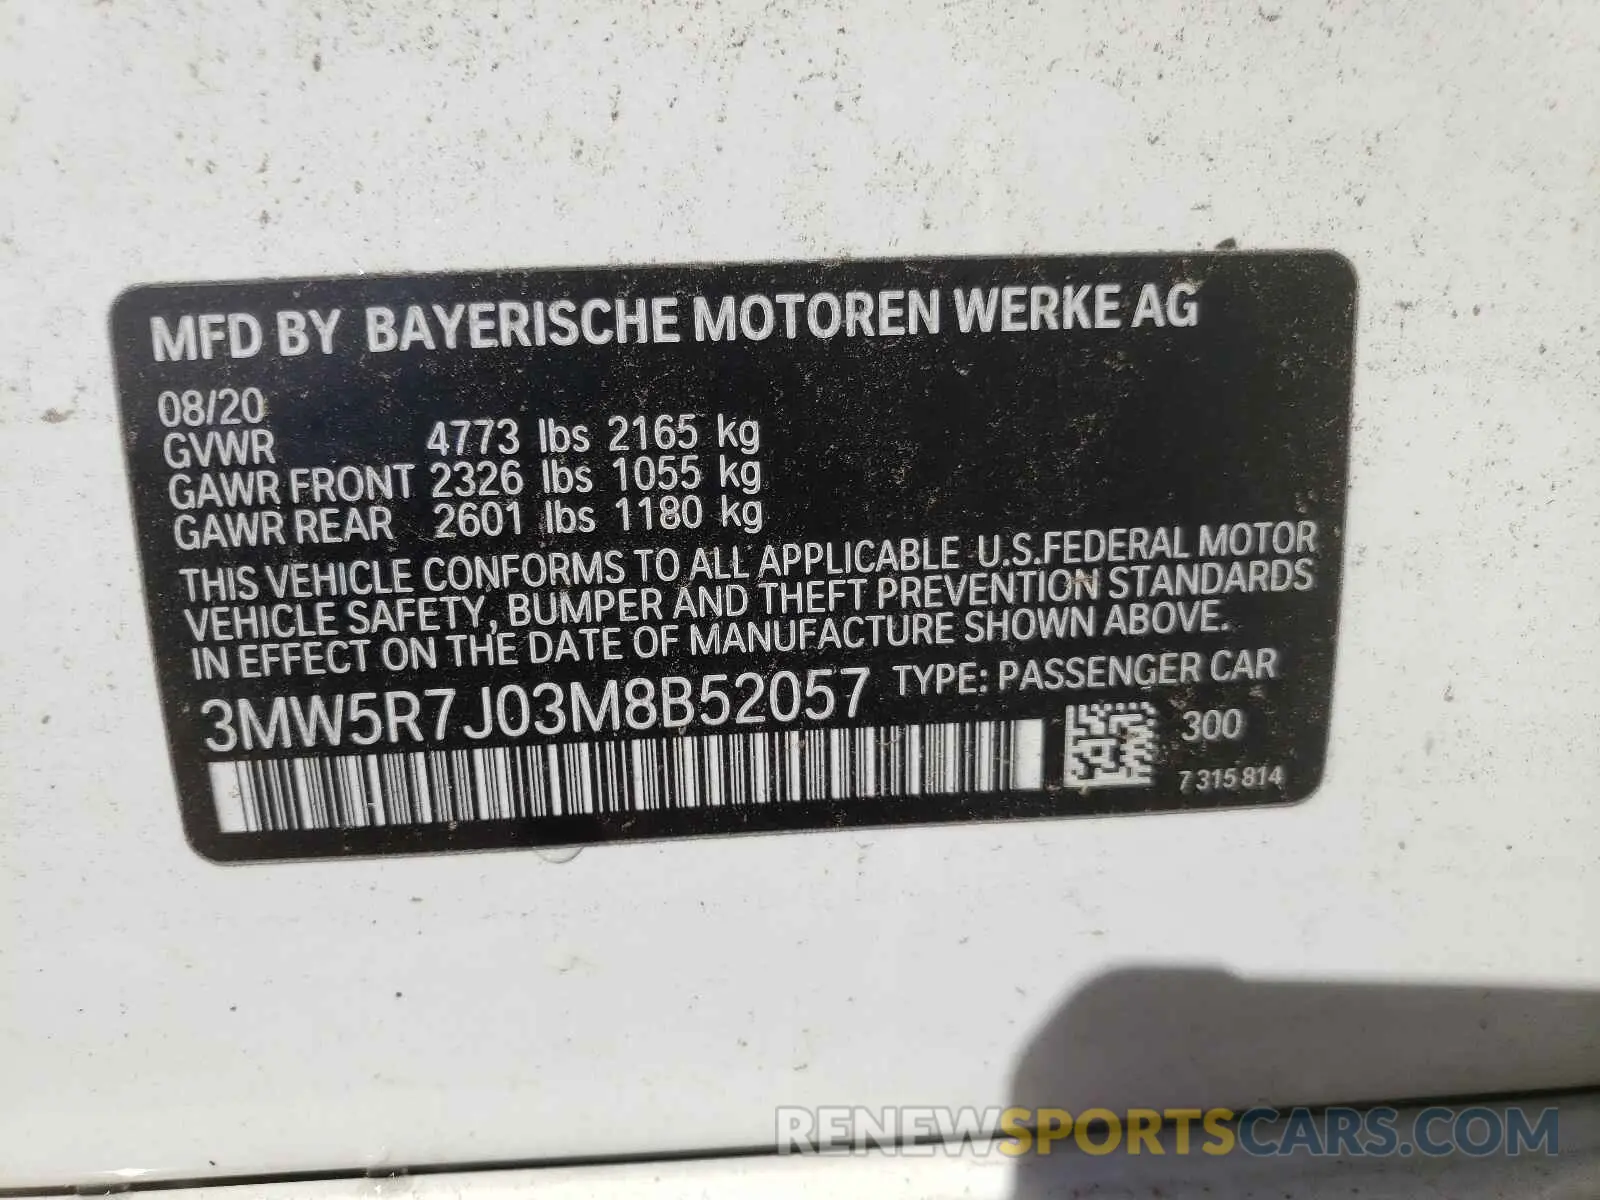 MFD BY BAYERISCHE MOTOREN WERKE AG
08/20
GVWR 4773 lbs 2165 kg
GAWR FRONT 2326 lbs 1055 kg
GAWR REAR 2601 lbs 1180 kg
THIS VEHICLE CONFORMS TO ALL APPLICABLE U.S.FEDERAL MOTOR
VEHICLE SAFETY, BUMPER AND THEFT PREVENTION STANDARDS
IN EFFECT ON THE DATE OF MANUFACTURE SHOWN ABOVE.
3MW5R7J03M8B52057 TYPE: PASSENGER CAR
300
7 315 814
RENEWSPORTSCARS.COM